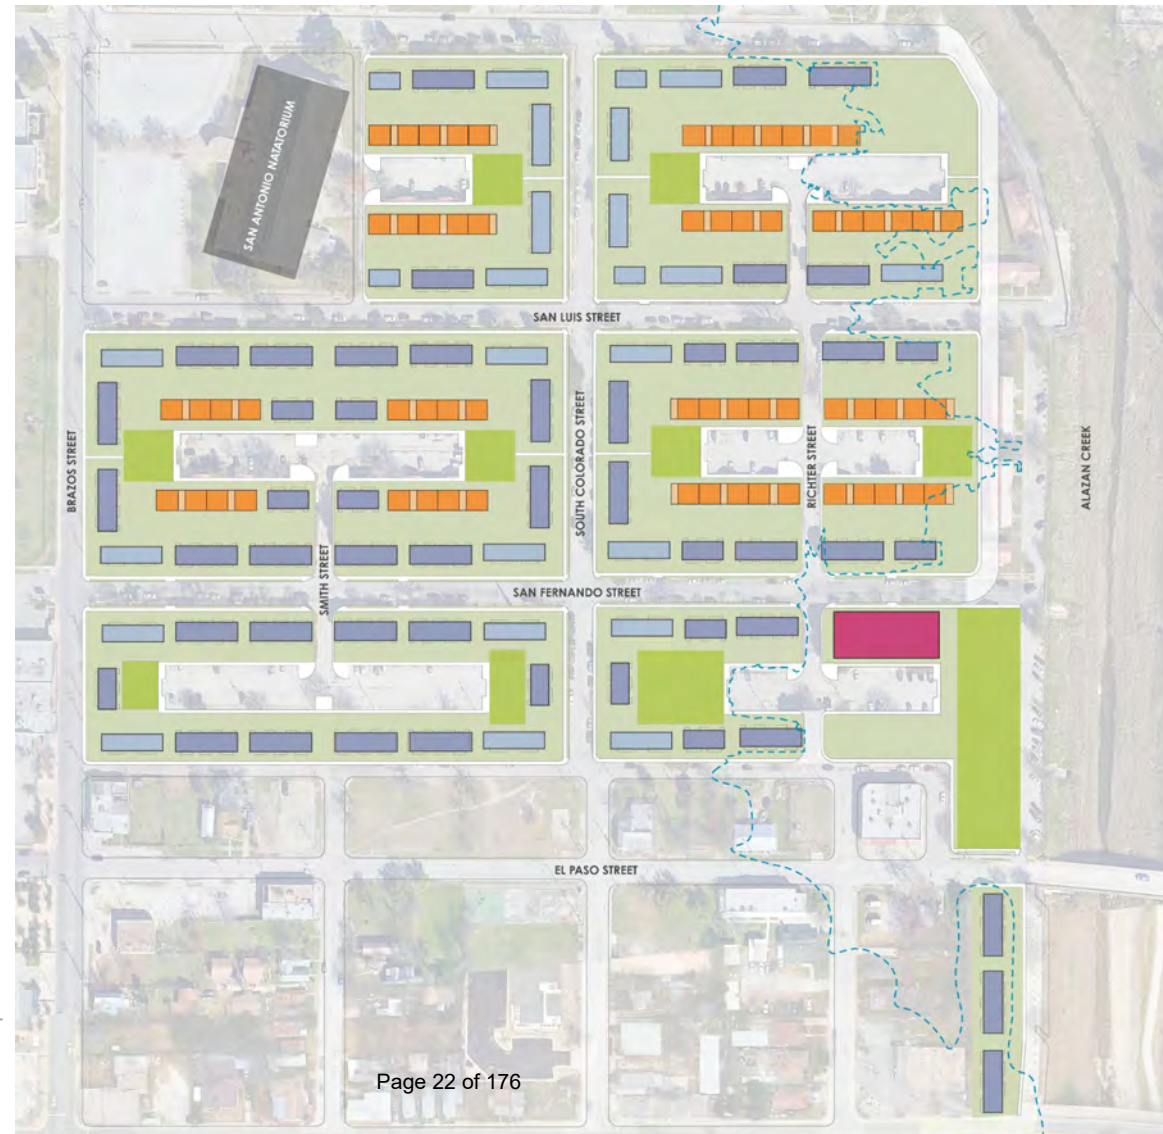 SAN ANTONIO NATATORIUM
SAN LUIS STREET
BRAZOS STREET
SOUTH COLORADO STREET
RICHTER STREET
ALAZAN CREEK
SMITH STREET
SAN FERNANDO STREET
EL PASO STREET
Page 22 of 176